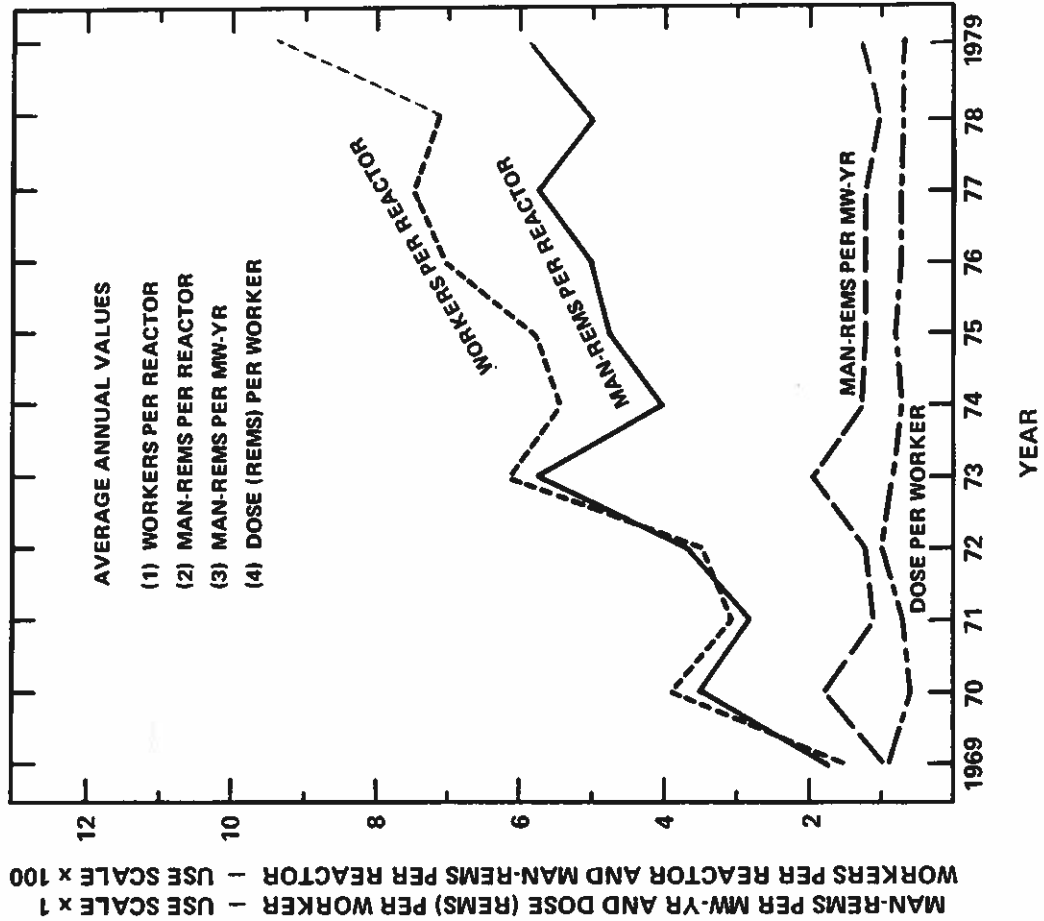 AVERAGE ANNUAL VALUES
(1) WORKERS PER REACTOR
(2) MAN-REMS PER REACTOR
(3) MAN-REMS PER MW-YR
(4) DOSE (REMS) PER WORKER
WORKERS PER REACTOR
MAN-REMS PER REACTOR
MAN-REMS PER MW-YR
DOSE PER WORKER
MAN-REMS PER MW-YR AND DOSE (REMS) PER WORKER – USE SCALE x 1
WORKERS PER REACTOR AND MAN-REMS PER REACTOR – USE SCALE x 100
12
10
8
6
4
2
1969
70
71
72
73
74
75
76
77
78
1979
YEAR